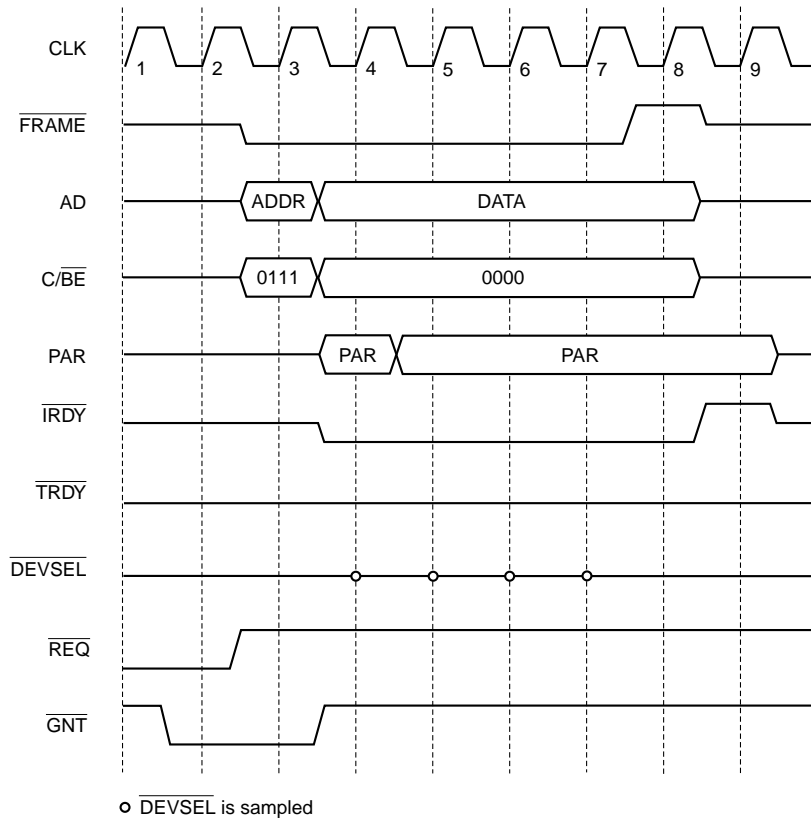 CLK
1 2 3 4 5 6 7 8 9
FRAME
AD
ADDR DATA
C/BE
0111 0000
PAR
PAR PAR
IRDY
TRDY
DEVSEL
REQ
GNT
DEVSEL is sampled